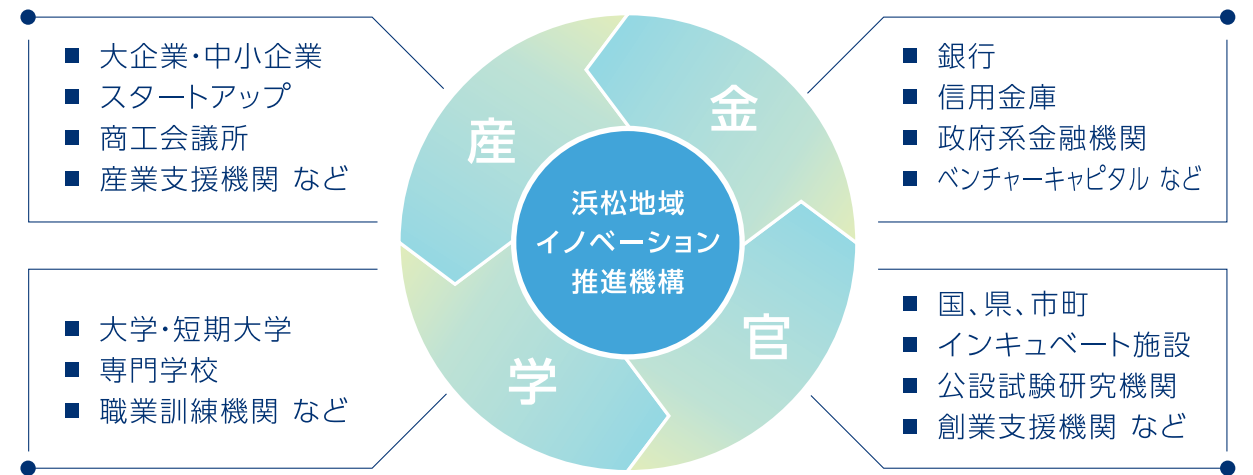 ■ 大企業・中小企業
■ スタートアップ
■ 商工会議所
■ 産業支援機関 など
産
金
■ 銀行
■ 信用金庫
■ 政府系金融機関
■ ベンチャーキャピタル など
浜松地域
イノベーション
推進機構
■ 大学・短期大学
■ 専門学校
■ 職業訓練機関 など
学
官
■ 国、県、市町
■ インキュベート施設
■ 公設試験研究機関
■ 創業支援機関 など